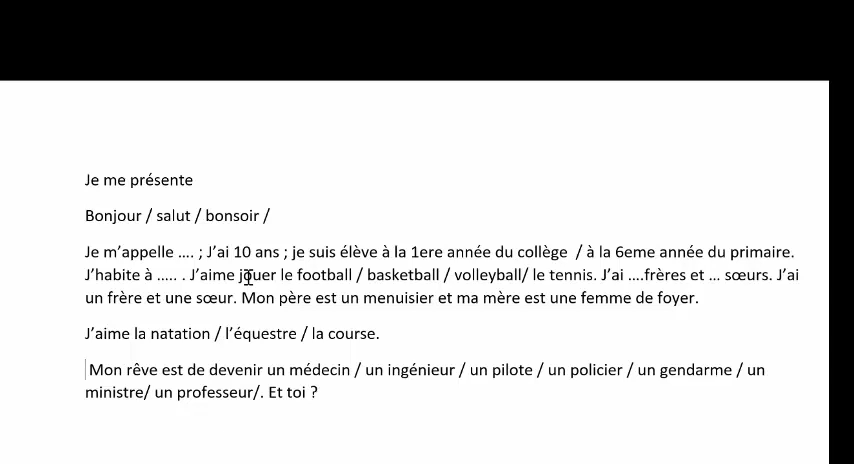 Je me présente
Bonjour / salut / bonsoir /
Je m’appelle .... ; J’ai 10 ans ; je suis élève à la 1ere année du collège / à la 6eme année du primaire.
J’habite à ..... . J’aime jouer le football / basketball / volleyball/ le tennis. J’ai ....frères et ... sœurs. J’ai
un frère et une sœur. Mon père est un menuisier et ma mère est une femme de foyer.
J’aime la natation / l’équestre / la course.
Mon rêve est de devenir un médecin / un ingénieur / un pilote / un policier / un gendarme / un
ministre/ un professeur/. Et toi ?